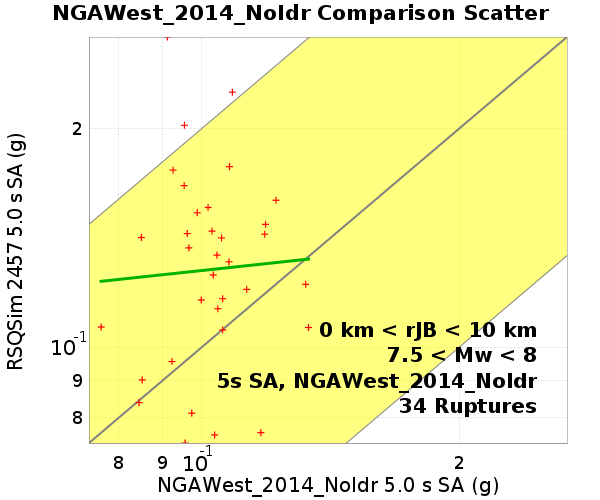 NGAWest_2014_NoIdr Comparison Scatter
RSQSim 2457 5.0 s SA (g)
2
10-1
9
8
0 km < rJB < 10 km
7.5 < Mw < 8
5s SA, NGAWest_2014_NoIdr
34 Ruptures
8 9 10-1 2
NGAWest_2014_NoIdr 5.0 s SA (g)